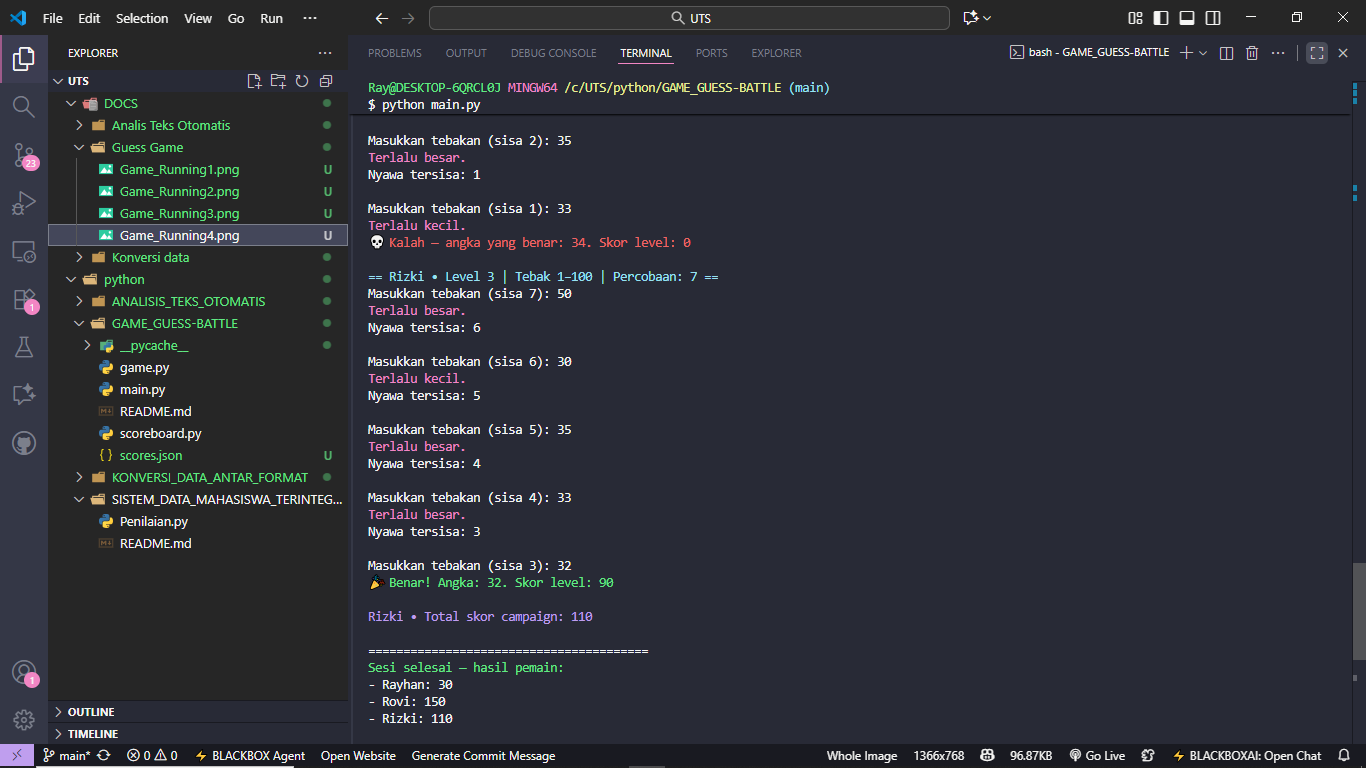 File Edit Selection View Go Run ··· UTS
EXPLORER ···
UTS
DOCS
Analis Teks Otomatis
Guess Game
Game_Running1.png U
Game_Running2.png U
Game_Running3.png U
Game_Running4.png U
Konversi data
python
ANALISIS_TEKS_OTOMATIS
GAME_GUESS-BATTLE
__pycache__
game.py
main.py
README.md
scoreboard.py
{} scores.json U
KONVERSI_DATA_ANTAR_FORMAT
SISTEM_DATA_MAHASISWA_TERINTEG...
Penilaian.py
README.md
OUTLINE
TIMELINE
23
1
1
PROBLEMS OUTPUT DEBUG CONSOLE TERMINAL PORTS EXPLORER bash - GAME_GUESS-BATTLE
Ray@DESKTOP-6QRCL0J MINGW64 /c/UTS/python/GAME_GUESS-BATTLE (main)
$ python main.py
Masukkan tebakan (sisa 2): 35
Terlalu besar.
Nyawa tersisa: 1
Masukkan tebakan (sisa 1): 33
Terlalu kecil.
💀 Kalah — angka yang benar: 34. Skor level: 0
== Rizki • Level 3 | Tebak 1–100 | Percobaan: 7 ==
Masukkan tebakan (sisa 7): 50
Terlalu besar.
Nyawa tersisa: 6
Masukkan tebakan (sisa 6): 30
Terlalu kecil.
Nyawa tersisa: 5
Masukkan tebakan (sisa 5): 35
Terlalu besar.
Nyawa tersisa: 4
Masukkan tebakan (sisa 4): 33
Terlalu besar.
Nyawa tersisa: 3
Masukkan tebakan (sisa 3): 32
🎉 Benar! Angka: 32. Skor level: 90
Rizki • Total skor campaign: 110
========================================
Sesi selesai — hasil pemain:
- Rayhan: 30
- Rovi: 150
- Rizki: 110
main* 0 0 BLACKBOX Agent Open Website Generate Commit Message Whole Image 1366x768 96.87KB Go Live BLACKBOXAI: Open Chat